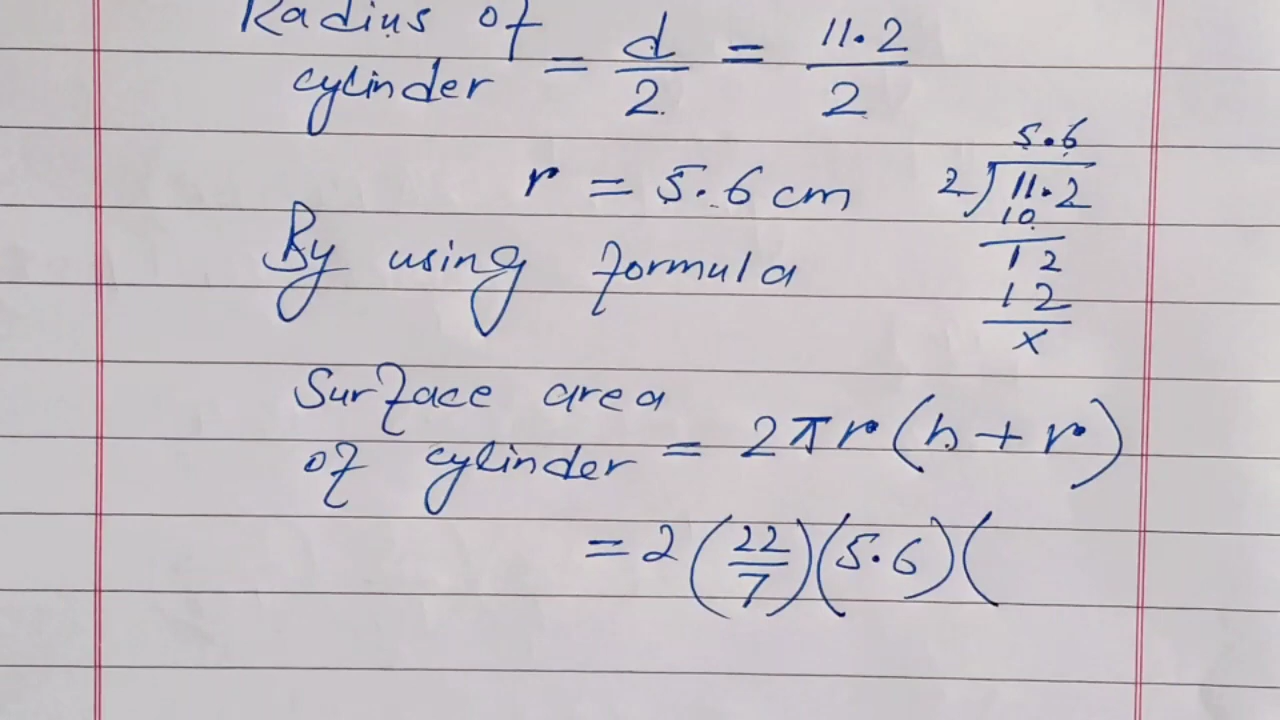 Radius of
cylinder = d/2 = 11.2/2
r = 5.6 cm
5.6
2)11.2
10
12
12
x
By using formula
Surface area
of cylinder = 2πr(h+r)
= 2(22/7)(5.6)(